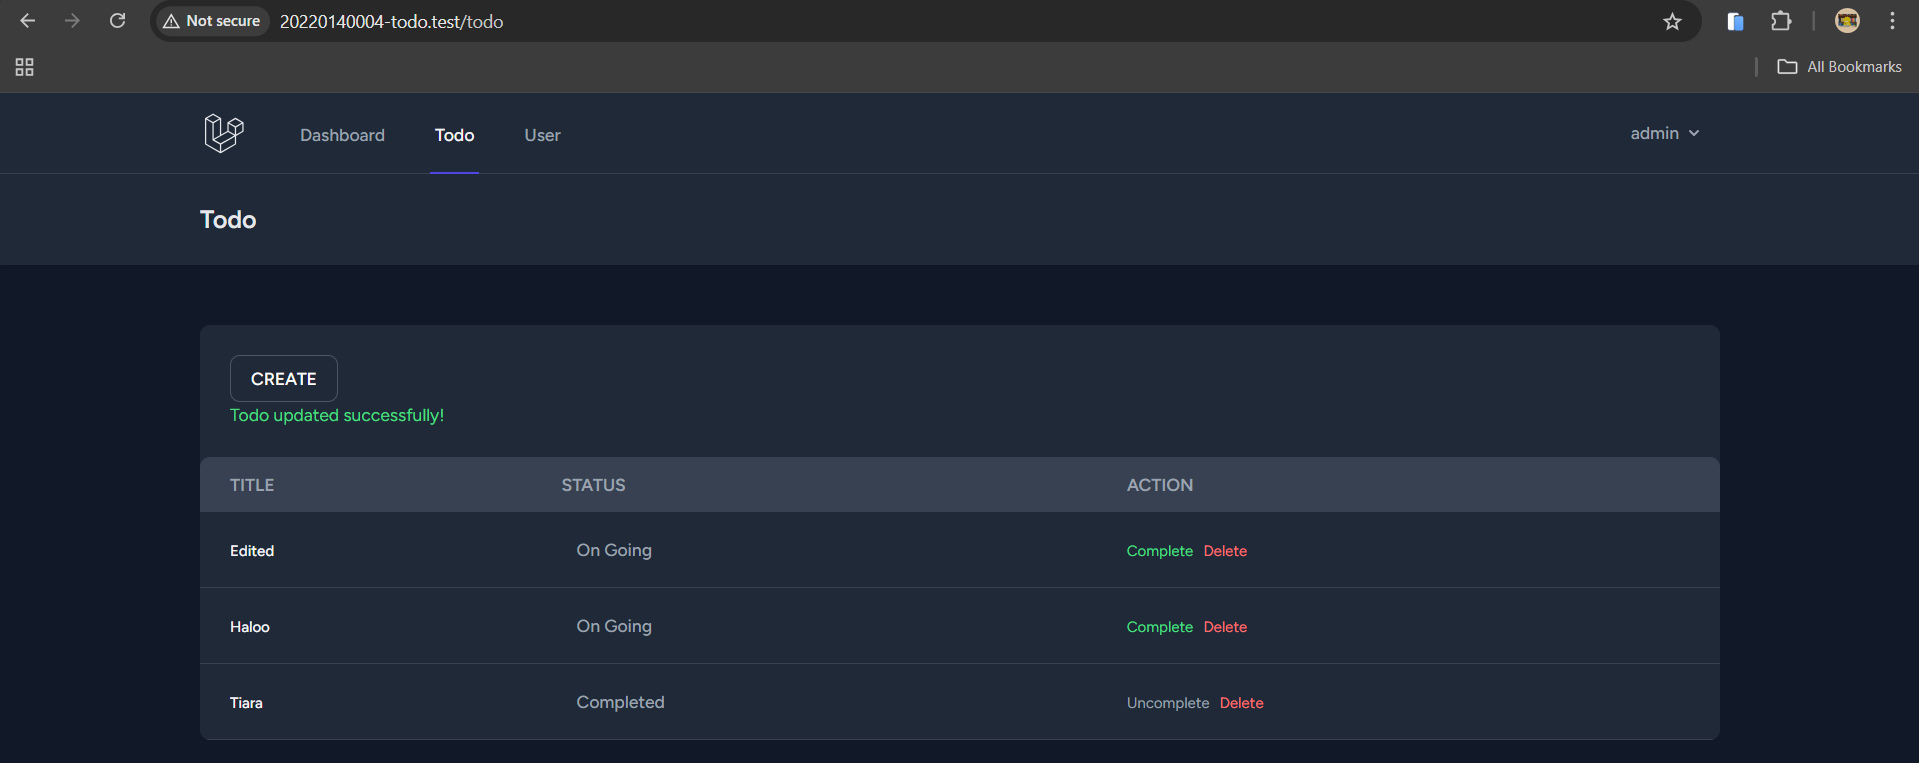 Not secure 20220140004-todo.test/todo
All Bookmarks
Dashboard Todo User admin
Todo
CREATE
Todo updated successfully!
TITLE STATUS ACTION
Edited On Going Complete Delete
Haloo On Going Complete Delete
Tiara Completed Uncomplete Delete